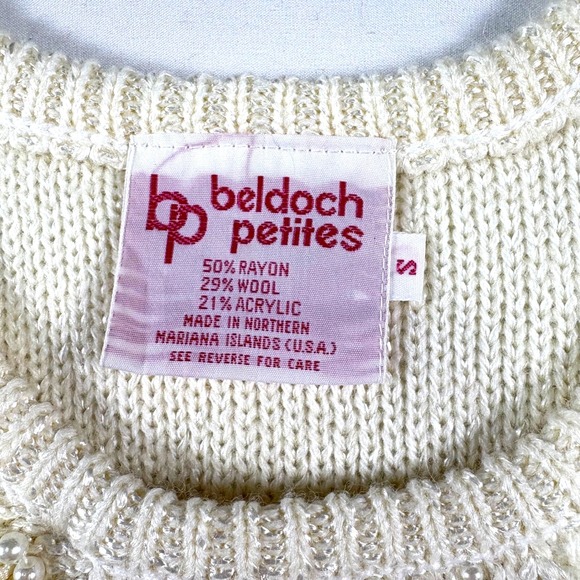 bp
beldoch
petites
50% RAYON
29% WOOL
21% ACRYLIC
MADE IN NORTHERN
MARIANA ISLANDS (U.S.A.)
SEE REVERSE FOR CARE
S